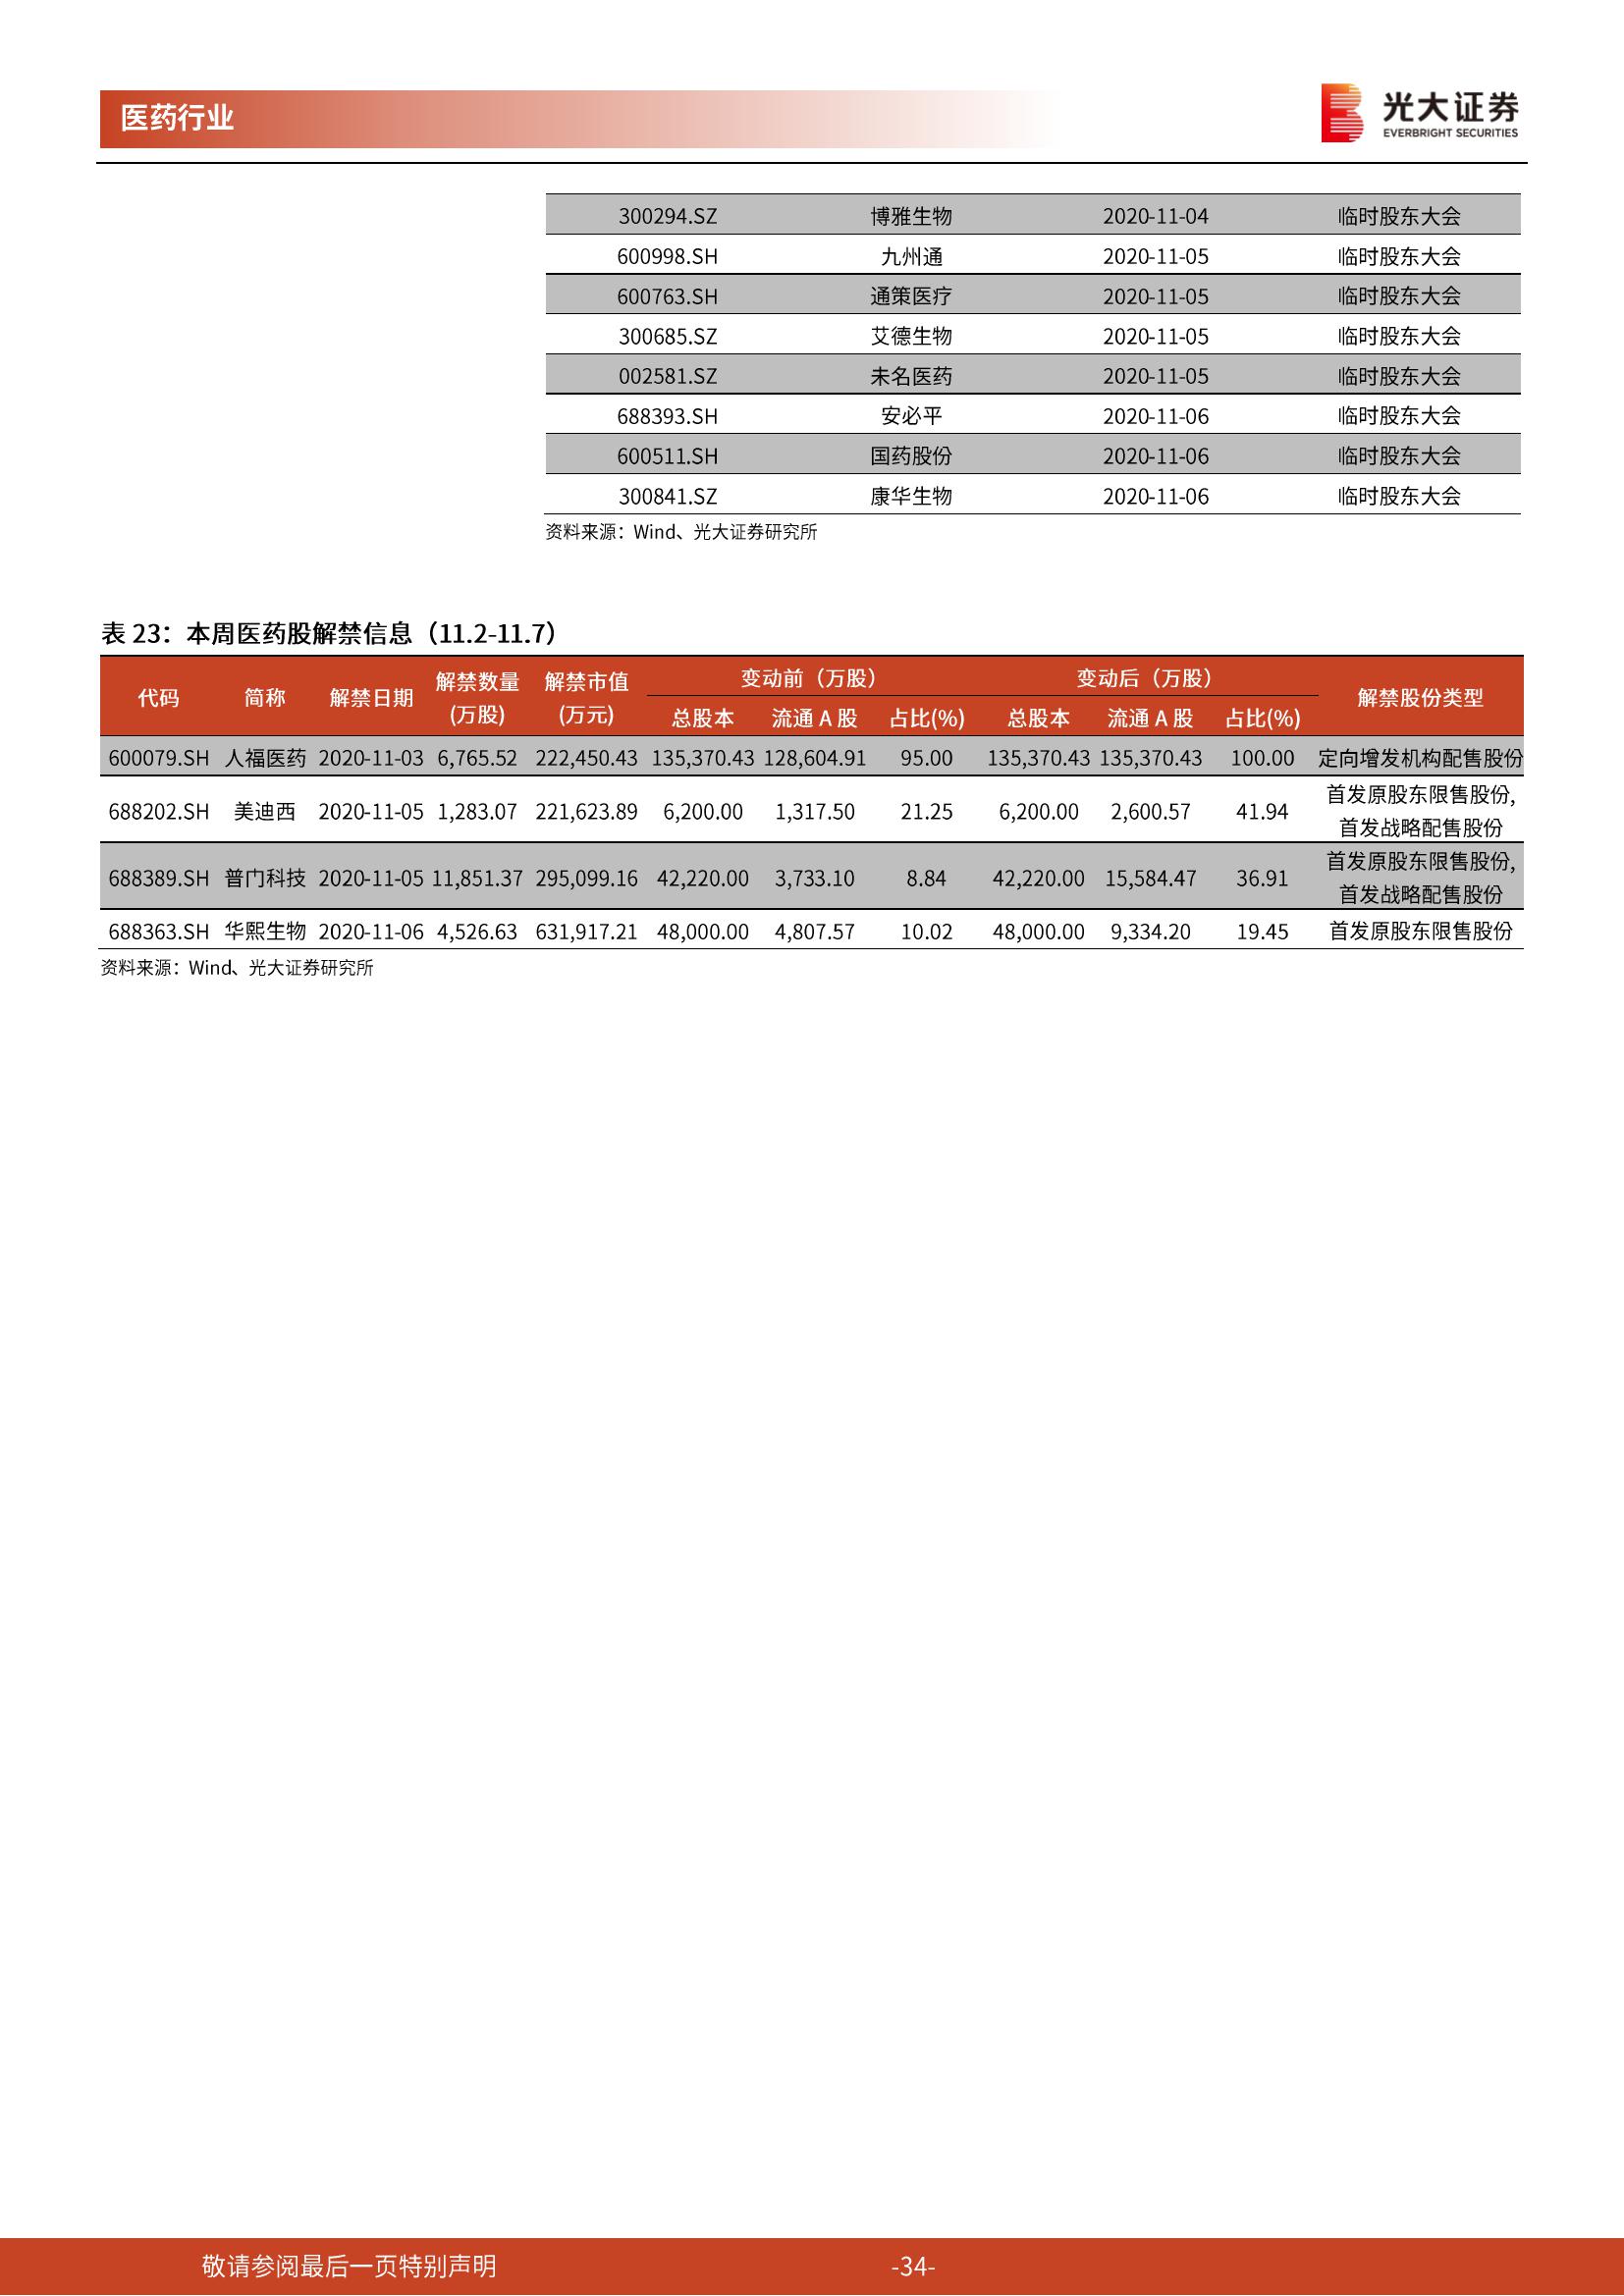 医药行业
光大证券
EVERBRIGHT SECURITIES
300294.SZ 博雅生物 2020-11-04 临时股东大会
600998.SH 九州通 2020-11-05 临时股东大会
600763.SH 通策医疗 2020-11-05 临时股东大会
300685.SZ 艾德生物 2020-11-05 临时股东大会
002581.SZ 未名医药 2020-11-05 临时股东大会
688393.SH 安必平 2020-11-06 临时股东大会
600511.SH 国药股份 2020-11-06 临时股东大会
300841.SZ 康华生物 2020-11-06 临时股东大会
资料来源：Wind、光大证券研究所
表 23：本周医药股解禁信息（11.2-11.7）
代码 简称 解禁日期 解禁数量 解禁市值 变动前（万股） 变动后（万股） 解禁股份类型
(万股) (万元) 总股本 流通 A 股 占比(%) 总股本 流通 A 股 占比(%)
600079.SH 人福医药 2020-11-03 6,765.52 222,450.43 135,370.43 128,604.91 95.00 135,370.43 135,370.43 100.00 定向增发机构配售股份
688202.SH 美迪西 2020-11-05 1,283.07 221,623.89 6,200.00 1,317.50 21.25 6,200.00 2,600.57 41.94 首发原股东限售股份,
首发战略配售股份
688389.SH 普门科技 2020-11-05 11,851.37 295,099.16 42,220.00 3,733.10 8.84 42,220.00 15,584.47 36.91 首发原股东限售股份,
首发战略配售股份
688363.SH 华熙生物 2020-11-06 4,526.63 631,917.21 48,000.00 4,807.57 10.02 48,000.00 9,334.20 19.45 首发原股东限售股份
资料来源：Wind、光大证券研究所
敬请参阅最后一页特别声明 -34-